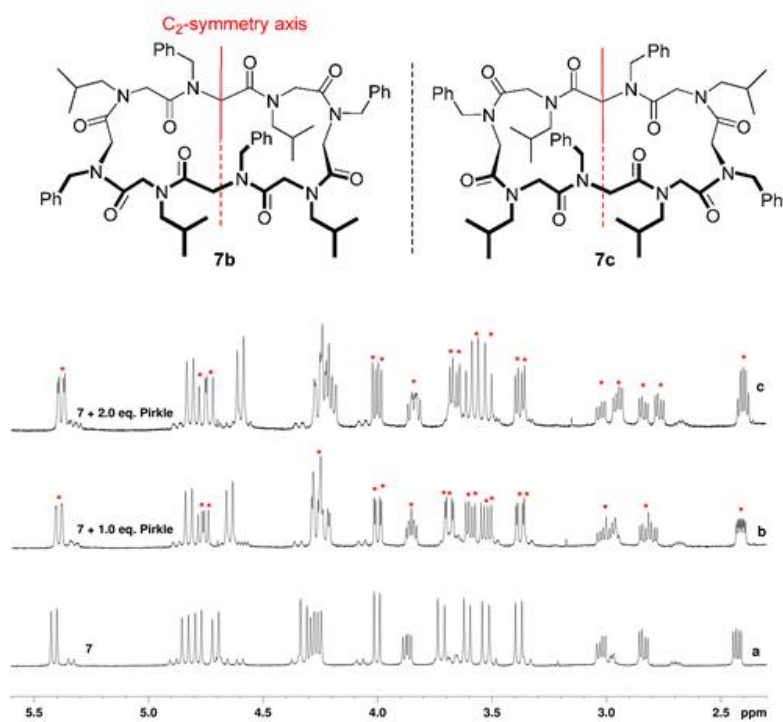 C₂-symmetry axis
Ph O O Ph
N N
N N
O O
Ph O
N N O
Ph N N
O O
7b
O O O Ph
Ph N
N N N
O O
Ph O
O N N
N N Ph
O O
7c
7 + 2.0 eq. Pirkle
c
7 + 1.0 eq. Pirkle
b
7
a
5.5 5.0 4.5 4.0 3.5 3.0 2.5 ppm